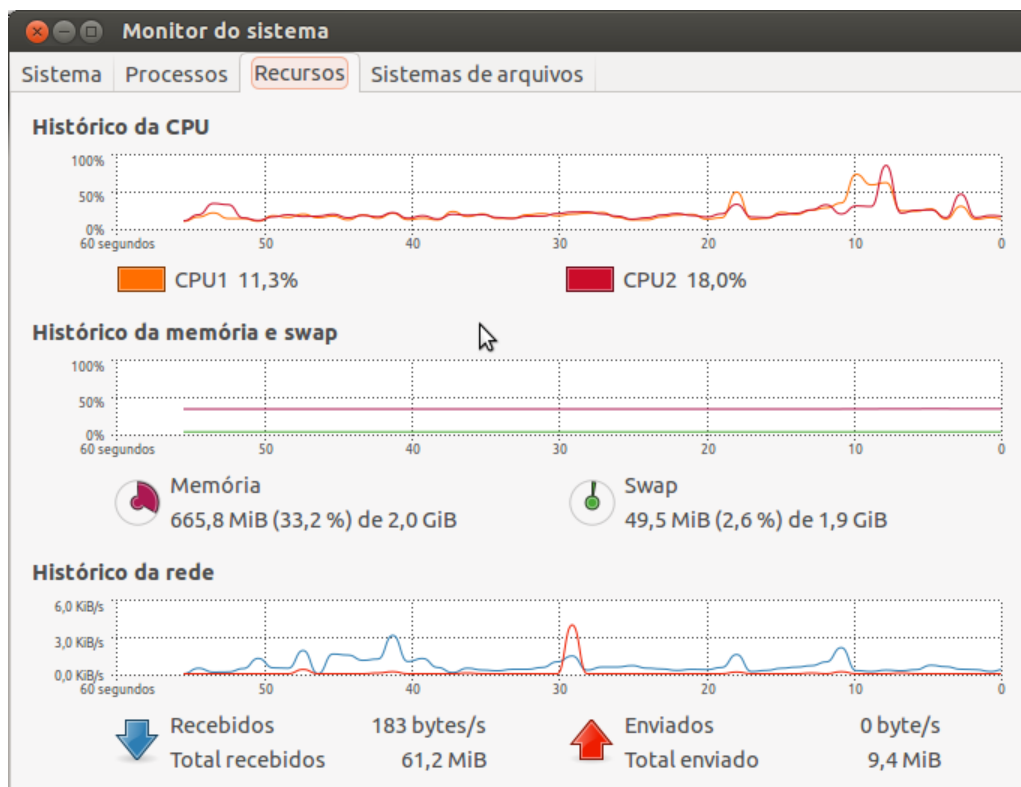 Monitor do sistema
Sistema Processos Recursos Sistemas de arquivos
Histórico da CPU
100%
50%
0%
60 segundos 50 40 30 20 10 0
CPU1 11,3% CPU2 18,0%
Histórico da memória e swap
100%
50%
0%
60 segundos 50 40 30 20 10 0
Memória Swap
665,8 MiB (33,2 %) de 2,0 GiB 49,5 MiB (2,6 %) de 1,9 GiB
Histórico da rede
6,0 KiB/s
3,0 KiB/s
0,0 KiB/s
60 segundos 50 40 30 20 10 0
Recebidos 183 bytes/s Enviados 0 byte/s
Total recebidos 61,2 MiB Total enviado 9,4 MiB